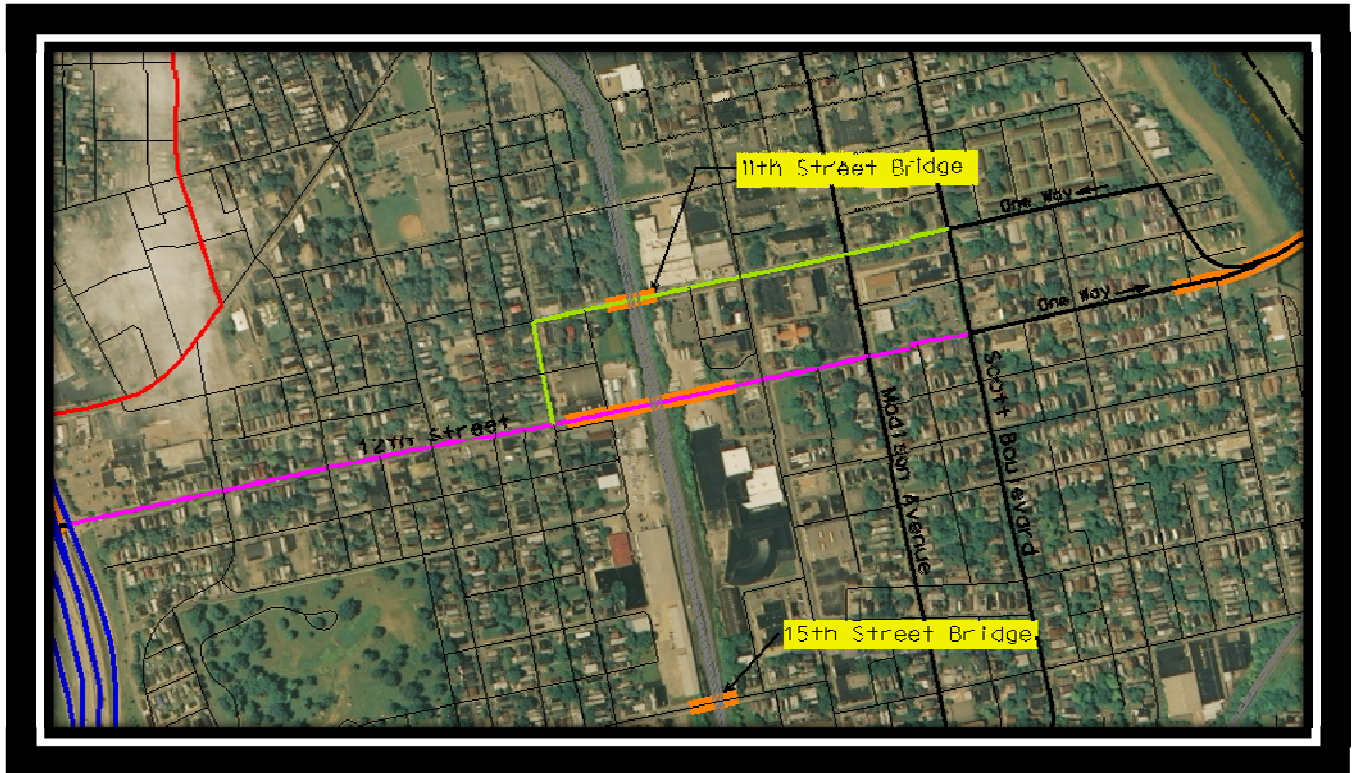 11th Street Bridge
One Way
One Way
12th Street
Madison Avenue
Scott Boulevard
15th Street Bridge